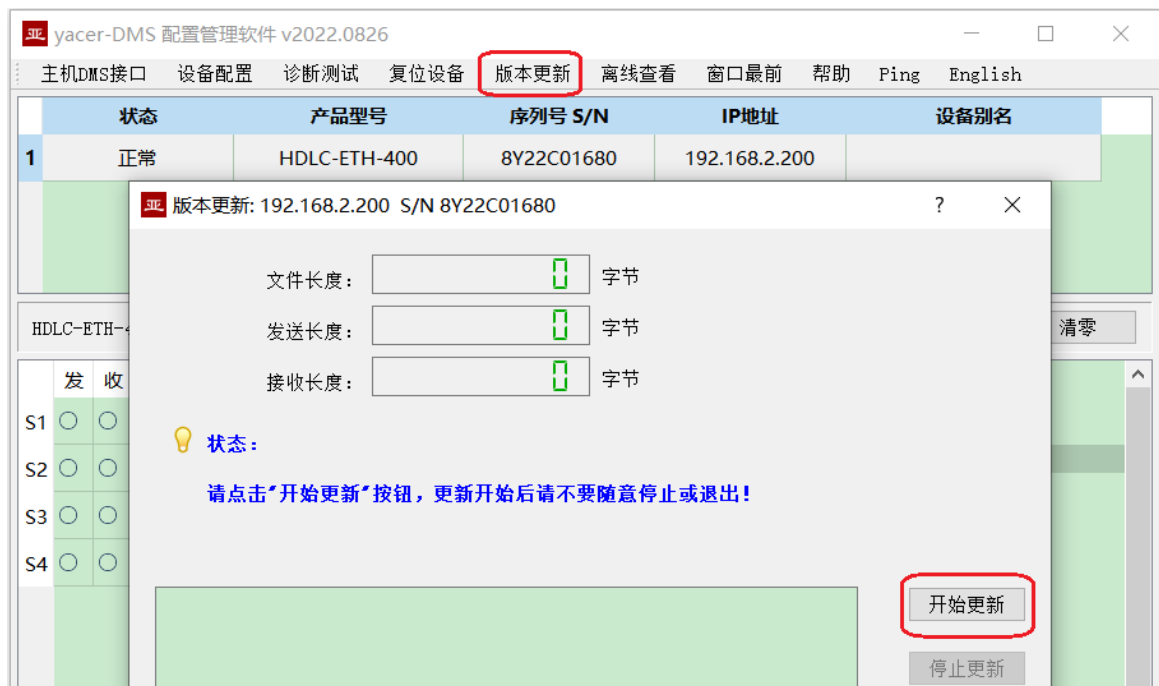 亚 yacer-DMS 配置管理软件 v2022.0826
主机DMS接口 设备配置 诊断测试 复位设备 版本更新 离线查看 窗口最前 帮助 Ping English
状态 产品型号 序列号 S/N IP地址 设备别名
1 正常 HDLC-ETH-400 8Y22C01680 192.168.2.200
亚 版本更新: 192.168.2.200 S/N 8Y22C01680 ?
文件长度： 0 字节
发送长度： 0 字节
接收长度： 0 字节
HDLC-ETH-4
清零
发 收
S1
S2
S3
S4
状态：
请点击"开始更新"按钮，更新开始后请不要随意停止或退出！
开始更新
停止更新